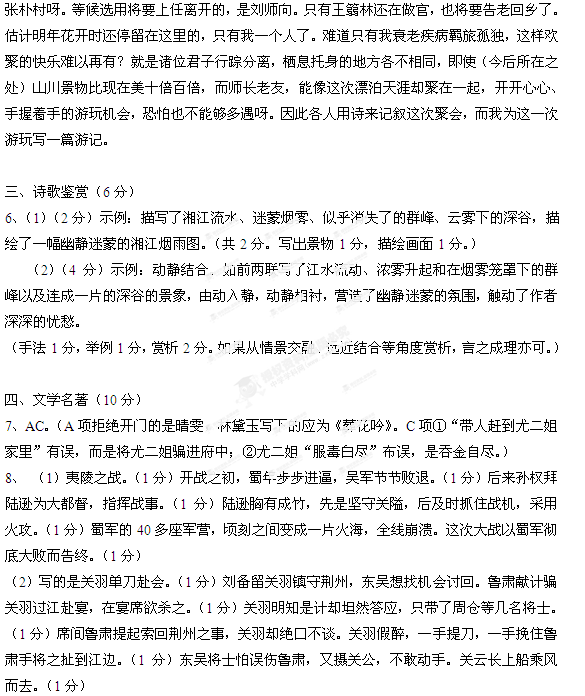 张朴村呀。等候选用将要上任离开的，是刘师向。只有王翦林还在做官，也将要告老回乡了。
估计明年花开时还停留在这里的，只有我一个人了。难道只有我衰老疾病羁旅孤独，这样欢
聚的快乐难以再有？就是诸位君子行踪分离，栖息托身的地方各不相同，即使（今后所在之
处）山川景物比现在美十倍百倍，而师长老友，能像这次漂泊天涯却聚在一起，开开心心、
手握着手的游玩机会，恐怕也不能够多遇呀。因此各人用诗来记叙这次聚会，而我为这一次
游玩写一篇游记。
三、诗歌鉴赏（6 分）
6、（1）（2 分）示例：描写了湘江流水、迷蒙烟雾、似乎消失了的群峰、云雾下的深谷，描
绘了一幅幽静迷蒙的湘江烟雨图。（共 2 分。写出景物 1 分，描绘画面 1 分。）
（2）（4 分）示例：动静结合。如前两联写了江水流动、浓雾升起和在烟雾笼罩下的群
峰以及连成一片的深谷的景象，由动入静，动静相衬，营造了幽静迷蒙的氛围，触动了作者
深深的忧愁。
（手法 1 分，举例 1 分，赏析 2 分。如果从情景交融、远近结合等角度赏析，言之成理亦可。）
四、文学名著（10 分）
7、AC。（A 项拒绝开门的是晴雯，林黛玉写下的应为《葬花吟》。C 项①“带人赶到尤二姐
家里”有误，而是将尤二姐骗进府中；②尤二姐“服毒自尽”布误，是吞金自尽。）
8、 （1）夷陵之战。（1 分）开战之初，蜀军步步进逼，吴军节节败退。（1 分）后来孙权拜
陆逊为大都督，指挥战事。（1 分）陆逊胸有成竹，先是坚守关隘，后及时抓住战机，采用
火攻。（1 分）蜀军的 40 多座军营，顷刻之间变成一片火海，全线崩溃。这次大战以蜀军彻
底大败而告终。（1 分）
（2）写的是关羽单刀赴会。（1 分）刘备留关羽镇守荆州，东吴想找机会讨回。鲁肃献计骗
关羽过江赴宴，在宴席欲杀之。（1 分）关羽明知是计却坦然答应，只带了周仓等几名将士。
（1 分）席间鲁肃提起索回荆州之事，关羽却绝口不谈。关羽假醉，一手提刀，一手挽住鲁
肃手将之扯到江边。（1 分）东吴将士怕误伤鲁肃，又摄关公，不敢动手。关云长上船乘风
而去。（1 分）